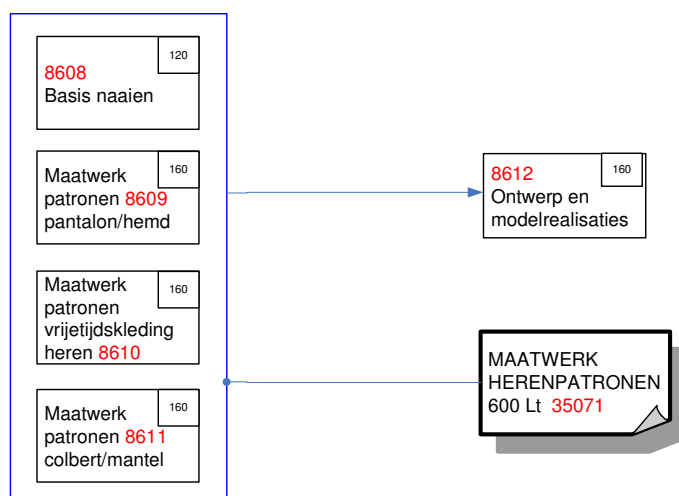 120
8608
Basis naaien
160
Maatwerk
patronen 8609
pantalon/hemd
160
Maatwerk
patronen
vrijetijdskleding
heren 8610
160
Maatwerk
patronen 8611
colbert/mantel
160
8612
Ontwerp en
modelrealisaties
MAATWERK
HERENPATRONEN
600 Lt 35071